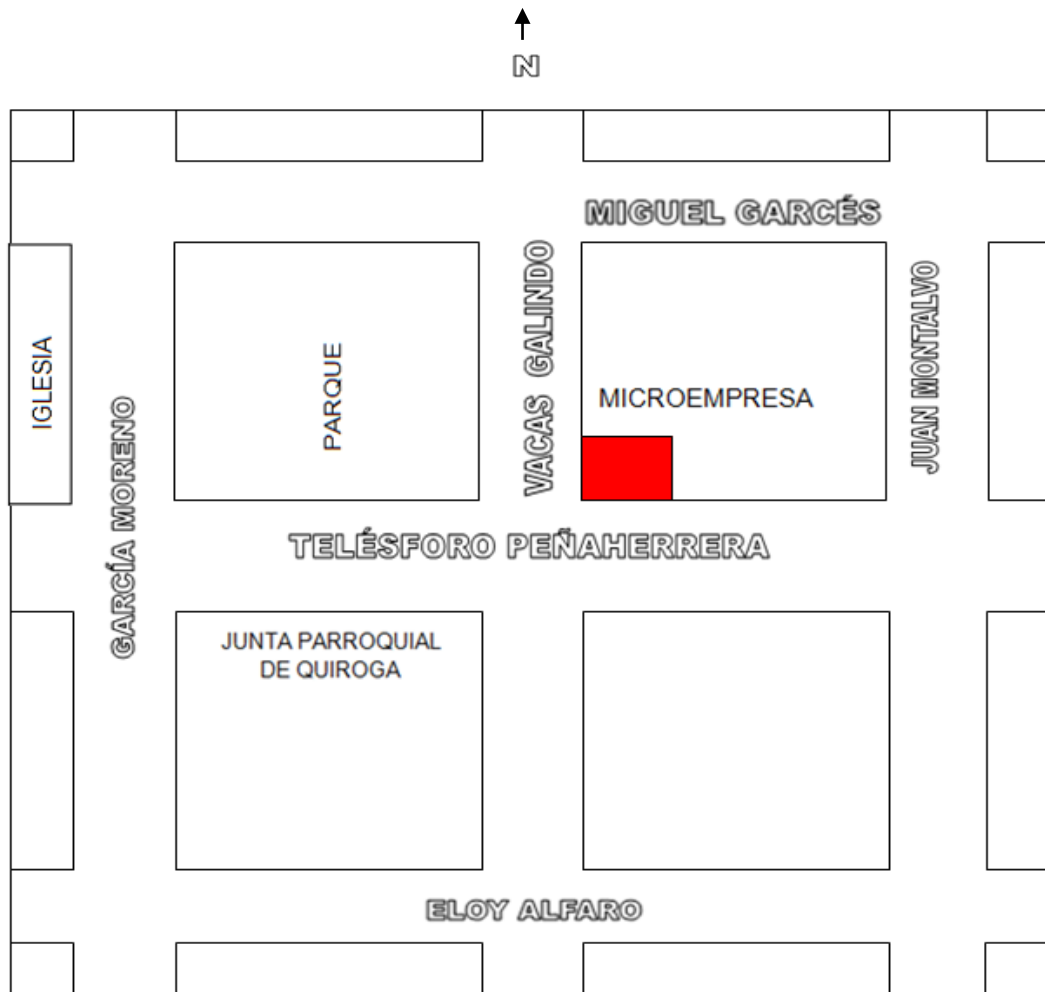 N
MIGUEL GARCÉS
IGLESIA
PARQUE
VACAS GALINDO
MICROEMPRESA
JUAN MONTALVO
GARCÍA MORENO
TELÉSFORO PEÑAHERRERA
JUNTA PARROQUIAL
DE QUIROGA
ELOY ALFARO